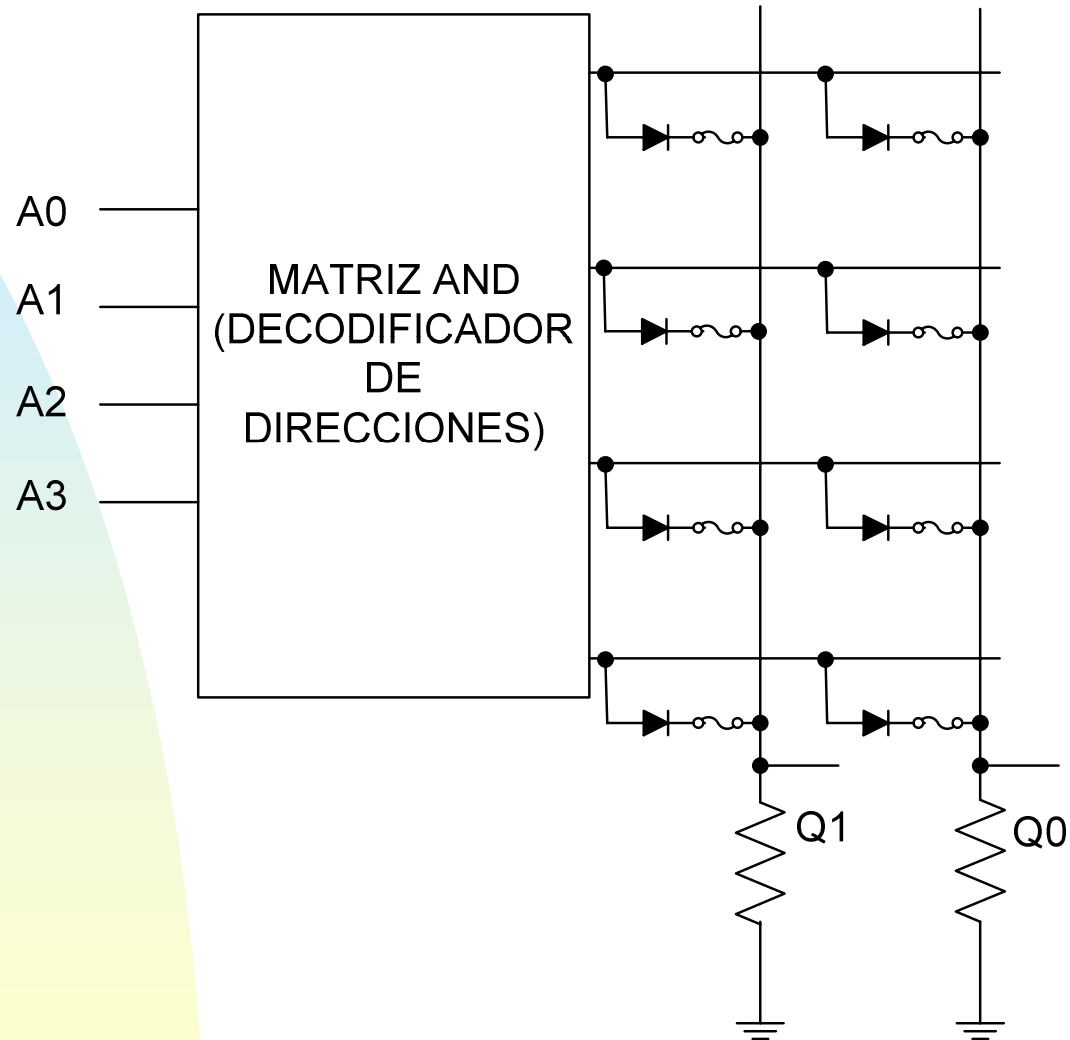 A0
A1
A2
A3
MATRIZ AND
(DECODIFICADOR
DE
DIRECCIONES)
Q1
Q0